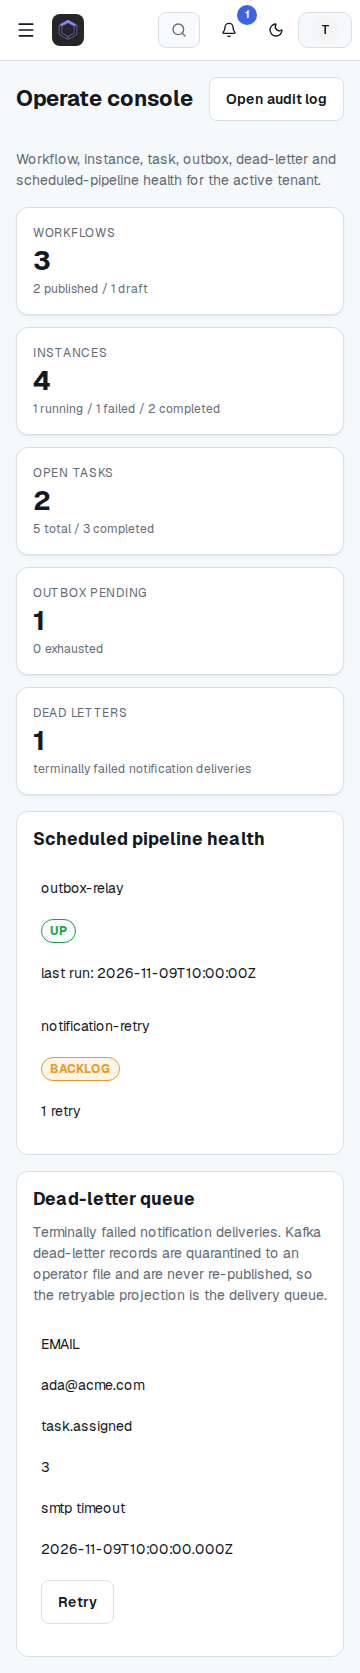 1
T
Operate console
Open audit log
Workflow, instance, task, outbox, dead-letter and
scheduled-pipeline health for the active tenant.
WORKFLOWS
3
2 published / 1 draft
INSTANCES
4
1 running / 1 failed / 2 completed
OPEN TASKS
2
5 total / 3 completed
OUTBOX PENDING
1
0 exhausted
DEAD LETTERS
1
terminally failed notification deliveries
Scheduled pipeline health
outbox-relay
UP
last run: 2026-11-09T10:00:00Z
notification-retry
BACKLOG
1 retry
Dead-letter queue
Terminally failed notification deliveries. Kafka
dead-letter records are quarantined to an
operator file and are never re-published, so
the retryable projection is the delivery queue.
EMAIL
ada@acme.com
task.assigned
3
smtp timeout
2026-11-09T10:00:00.000Z
Retry